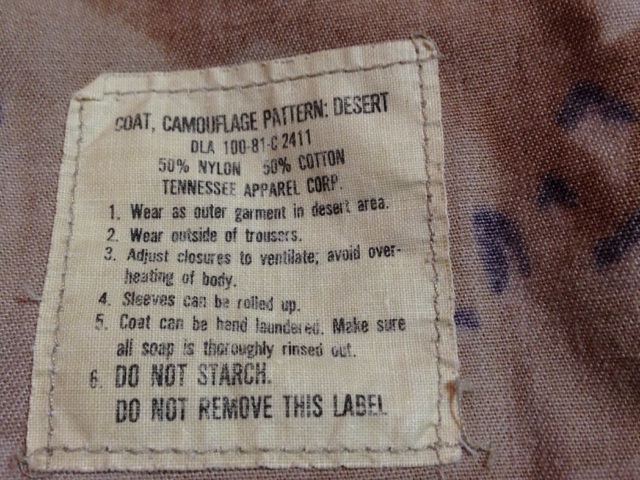 COAT, CAMOUFLAGE PATTERN: DESERT
DLA 100-81-C 2411
50% NYLON 50% COTTON
TENNESSEE APPAREL CORP.
1. Wear as outer garment in desert area.
2. Wear outside of trousers.
3. Adjust closures to ventilate; avoid over-
heating of body.
4. Sleeves can be rolled up.
5. Coat can be hand laundered. Make sure
all soap is thoroughly rinsed out.
6. DO NOT STARCH.
DO NOT REMOVE THIS LABEL